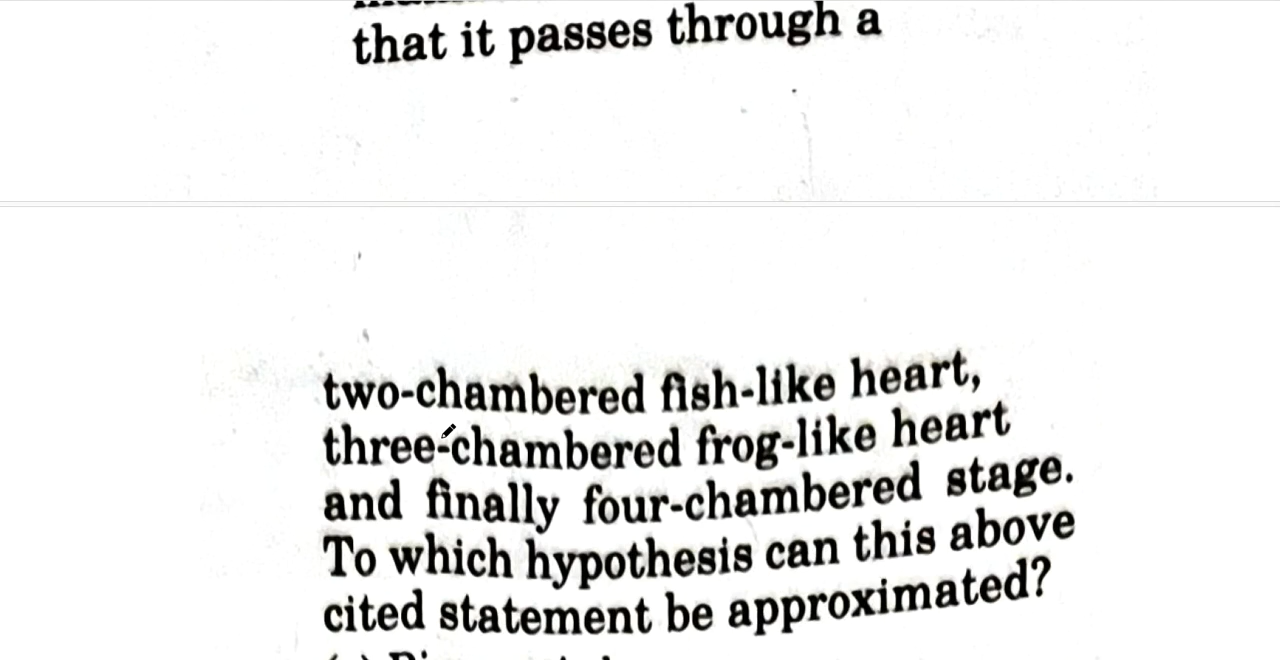 that it passes through a
two-chambered fish-like heart,
three-chambered frog-like heart
and finally four-chambered stage.
To which hypothesis can this above
cited statement be approximated?